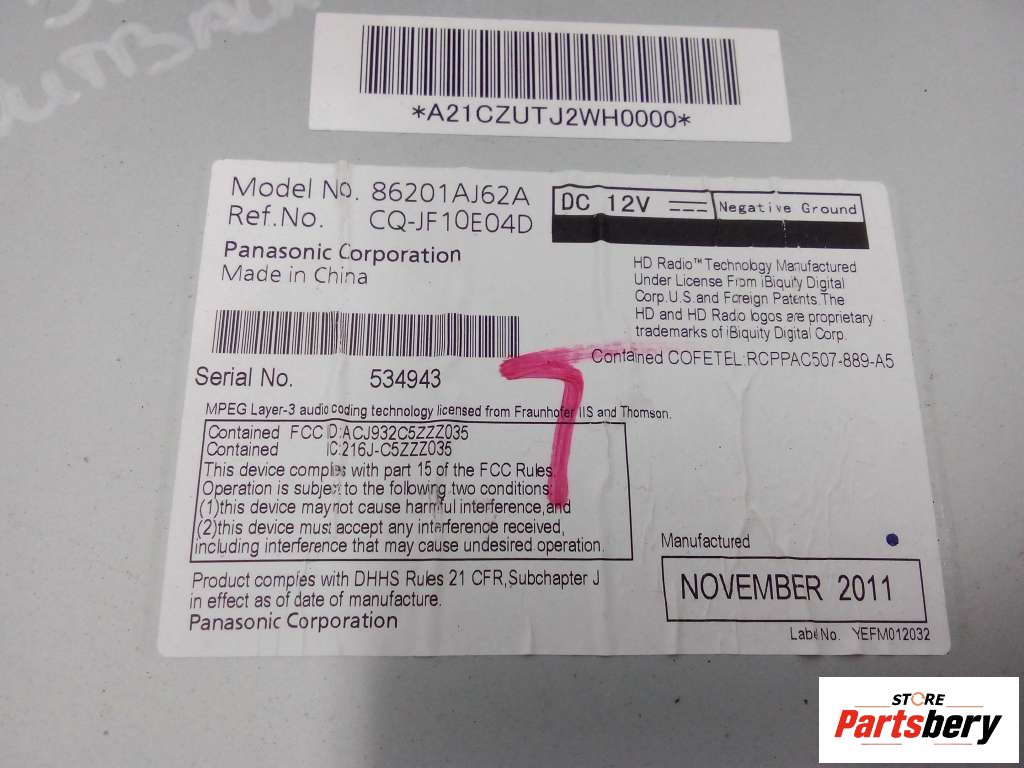 OUTBACK
*A21CZUTJ2WH0000*
Model No. 86201AJ62A
Ref.No. CQ-JF10E04D
Panasonic Corporation
Made in China
DC 12V
Negative Ground
HD Radio™ Technology Manufactured
Under License From iBiquity Digital
Corp.U.S.and Foreign Patents.The
HD and HD Radio logos are proprietary
trademarks of iBiquity Digital Corp.
Contained COFETEL:RCPPAC507-889-A5
Serial No. 534943
7
MPEG Layer-3 audio coding technology licensed from Fraunhofer IIS and Thomson.
Contained FCC ID:ACJ932C5ZZZ035
Contained IC:216J-C5ZZZ035
This device complies with part 15 of the FCC Rules.
Operation is subject to the following two conditions:
(1)this device may not cause harmful interference,and
(2)this device must accept any interference received,
including interference that may cause undesired operation.
Product complies with DHHS Rules 21 CFR,Subchapter J
in effect as of date of manufacture.
Panasonic Corporation
Manufactured
NOVEMBER 2011
Label No. YEFM012032
STORE
Partsbery